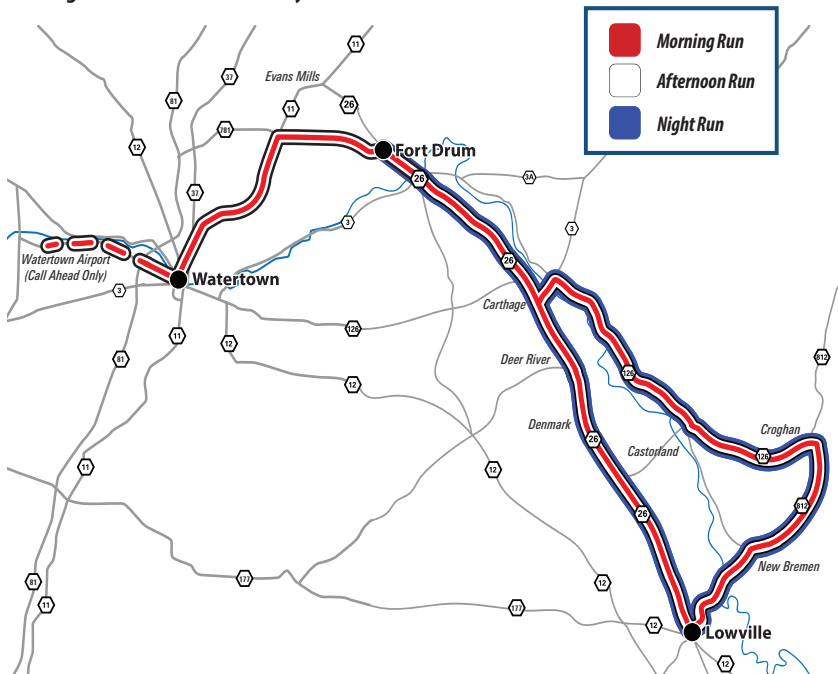 Morning Run
Afternoon Run
Night Run
11
37
Evans Mills
81
26
11
781
12
Fort Drum
26
3A
37
3
3
Watertown Airport
(Call Ahead Only)
Watertown
26
3
Carthage
126
11
12
81
Deer River
812
126
12
Denmark
26
Croghan
Castorland
126
11
12
26
812
New Bremen
177
81
12
11
177
12
Lowville
12